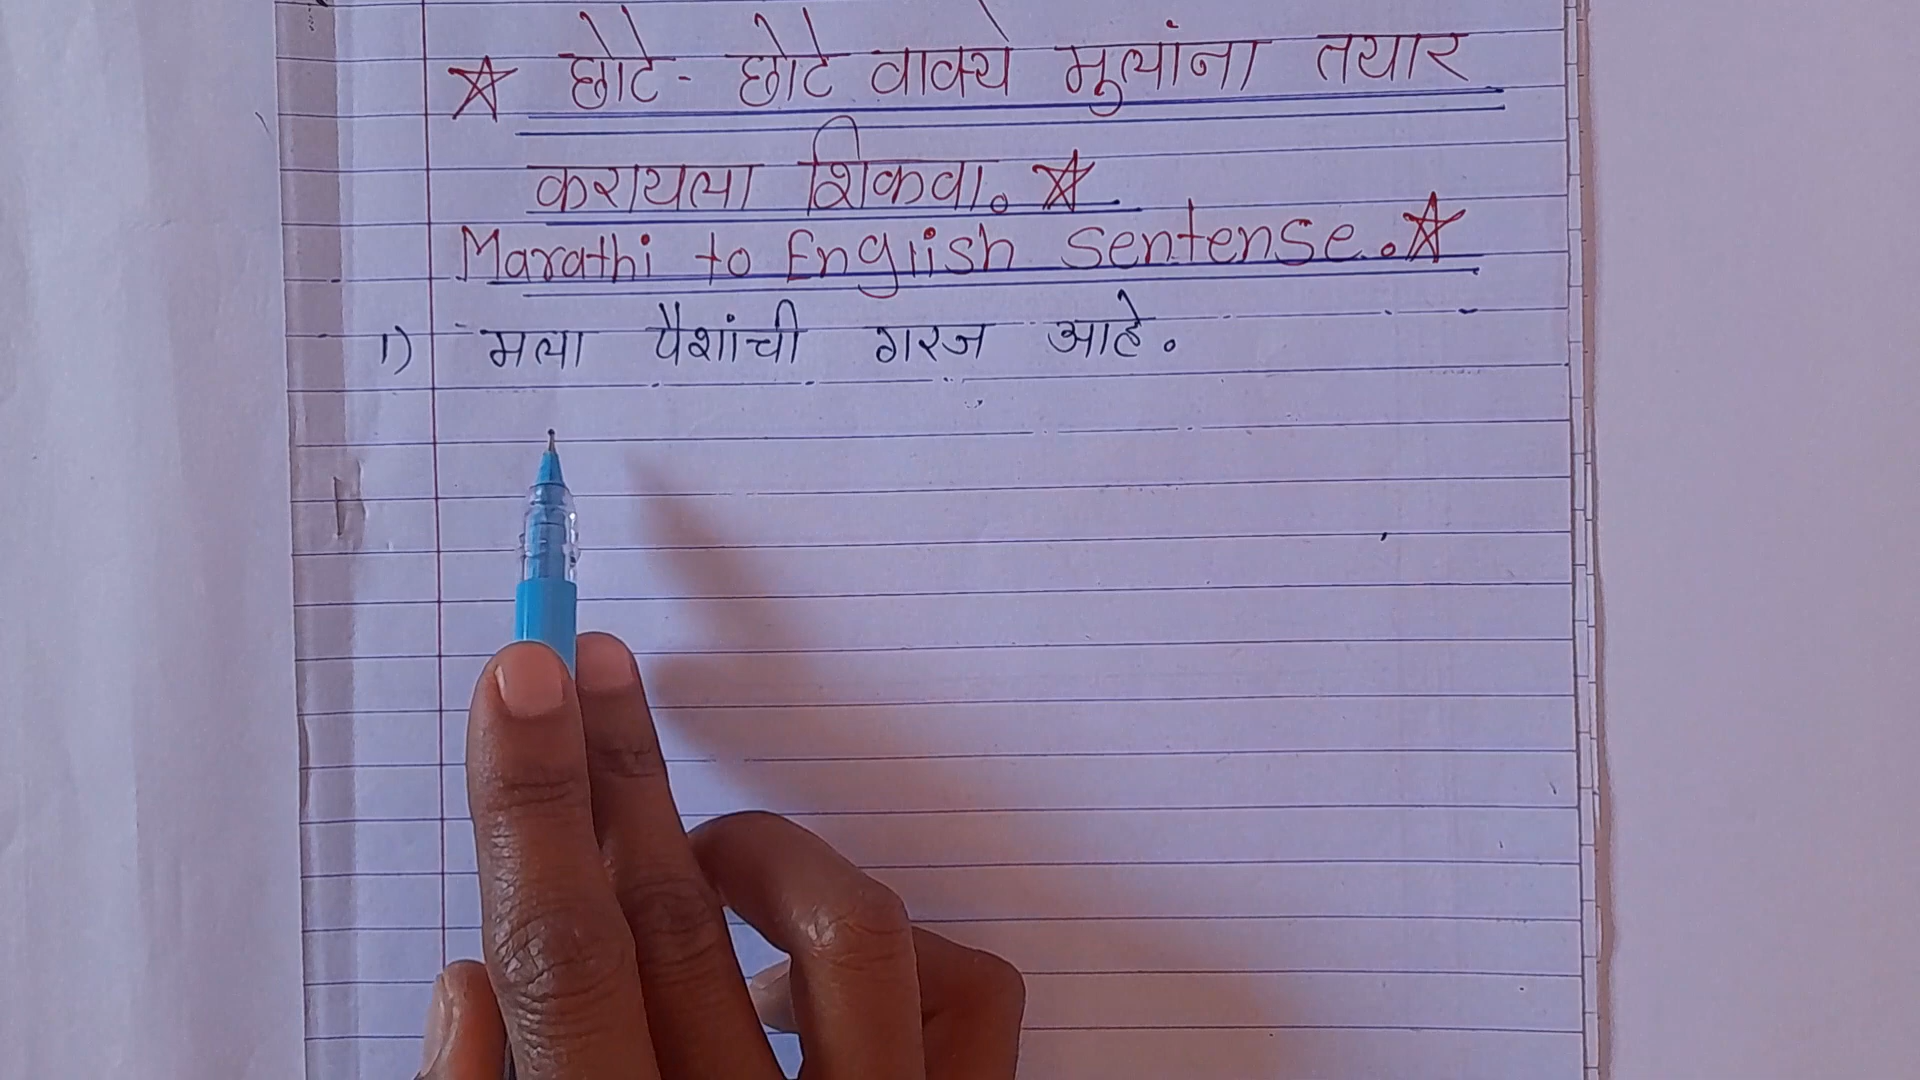 ☆ छोटे - छोटे वाक्ये मुलांना तयार
करायला शिकवा. ☆
Marathi to English Sentense. ☆
1) मला पैशांची गरज आहे.